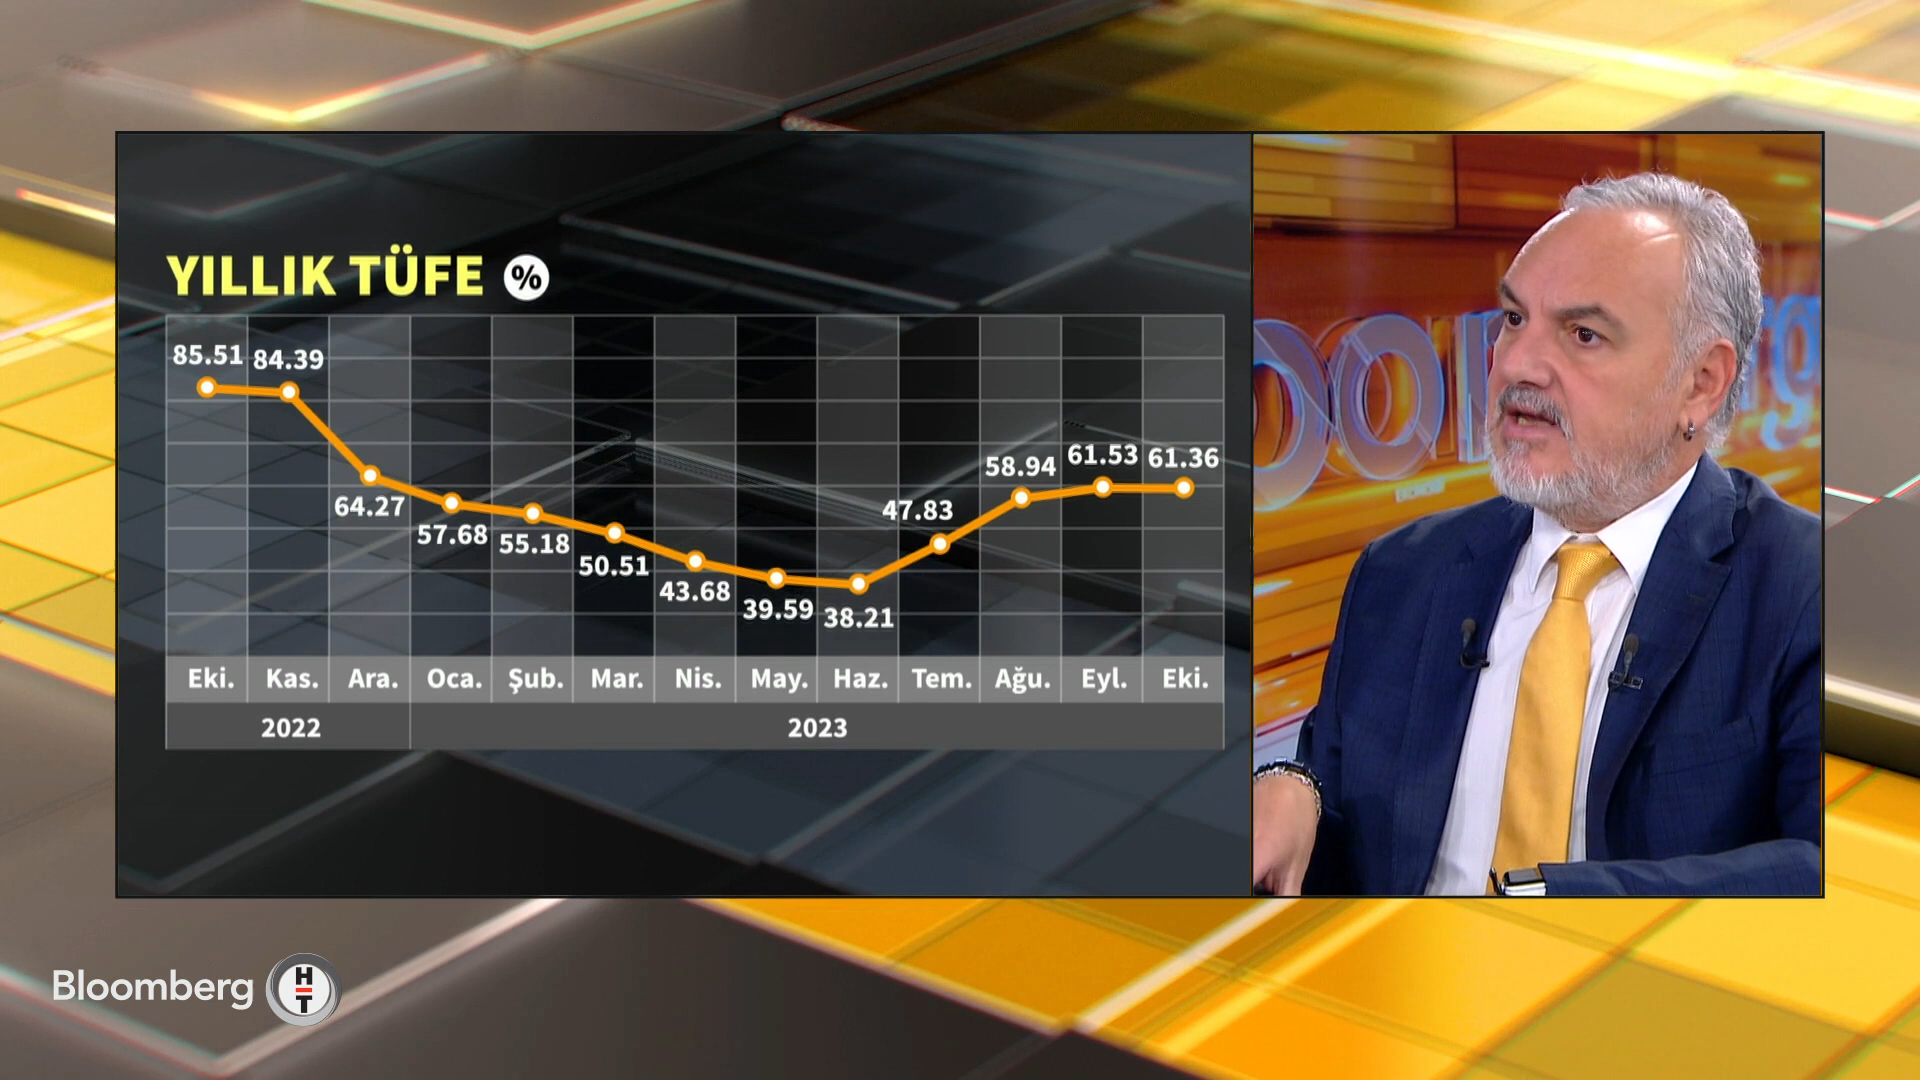 YILLIK TÜFE %
85.51 84.39 64.27 57.68 55.18 50.51 43.68 39.59 38.21 47.83 58.94 61.53 61.36
Eki. Kas. Ara. Oca. Şub. Mar. Nis. May. Haz. Tem. Ağu. Eyl. Eki.
2022 2023
Bloomberg HT